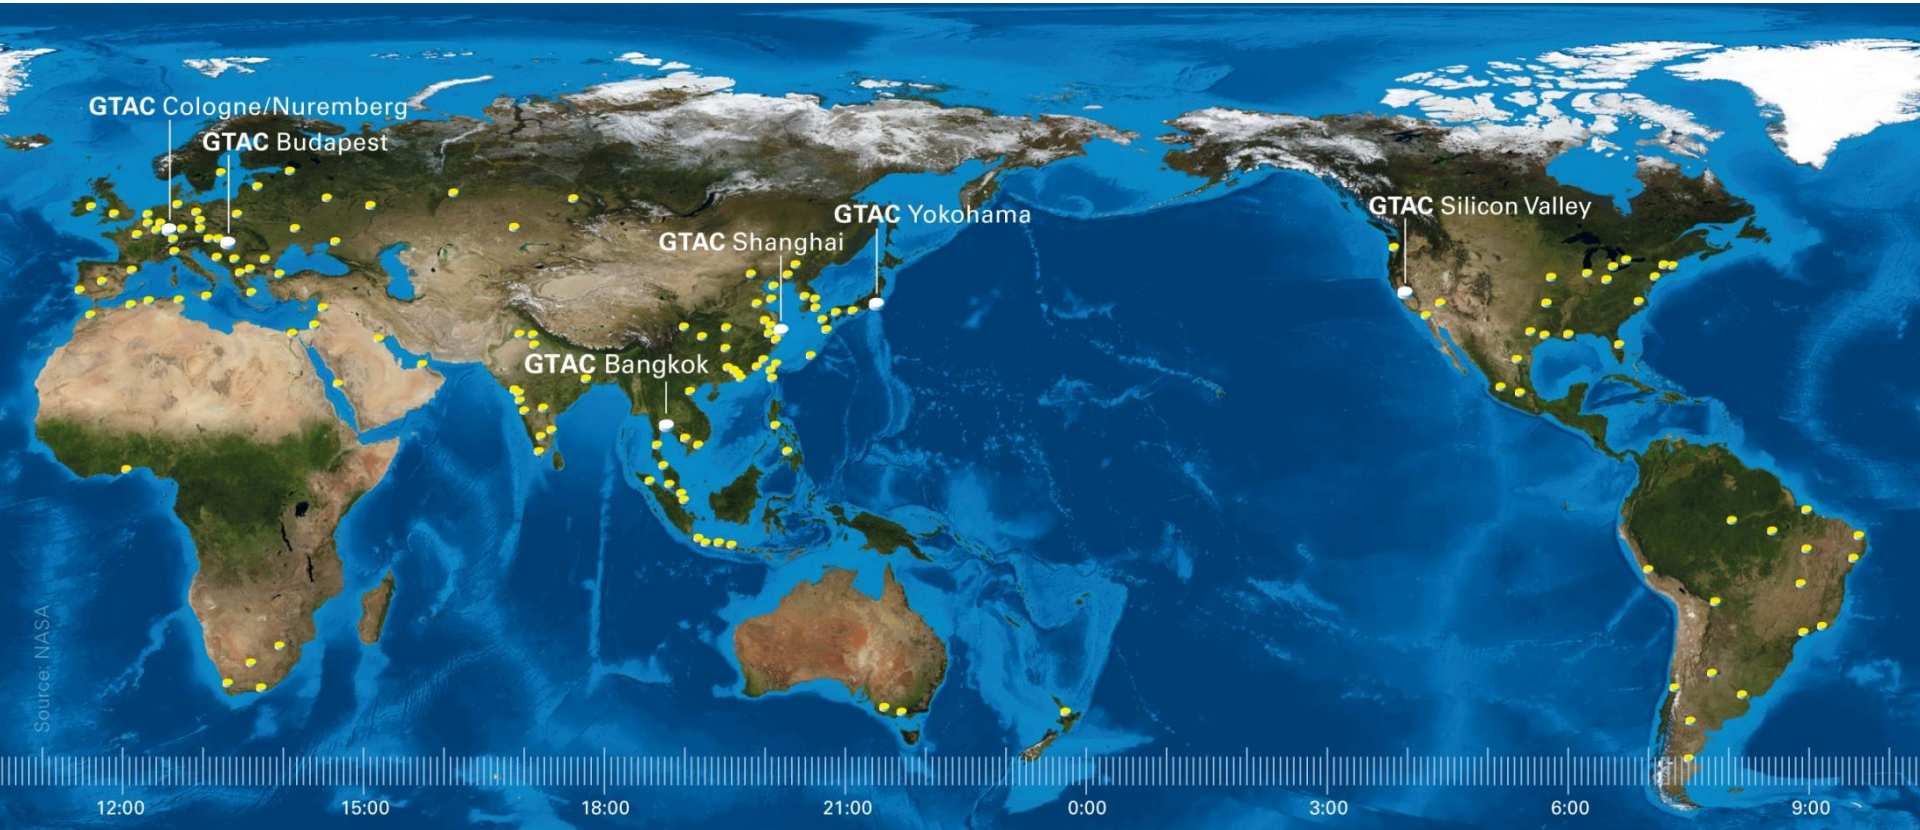 GTAC Cologne/Nuremberg
GTAC Budapest
GTAC Yokohama
GTAC Silicon Valley
GTAC Shanghai
GTAC Bangkok
Source: NASA
12:00 15:00 18:00 21:00 0:00 3:00 6:00 9:00